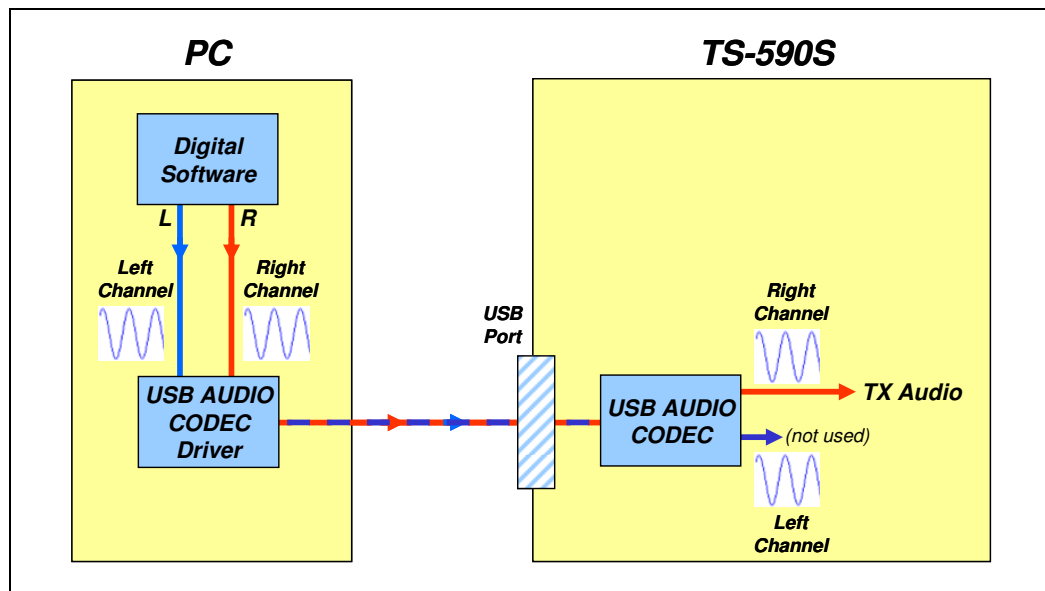 PC
TS-590S
Digital
Software
L
R
Left
Channel
Right
Channel
USB AUDIO
CODEC
Driver
USB
Port
USB AUDIO
CODEC
Right
Channel
TX Audio
(not used)
Left
Channel